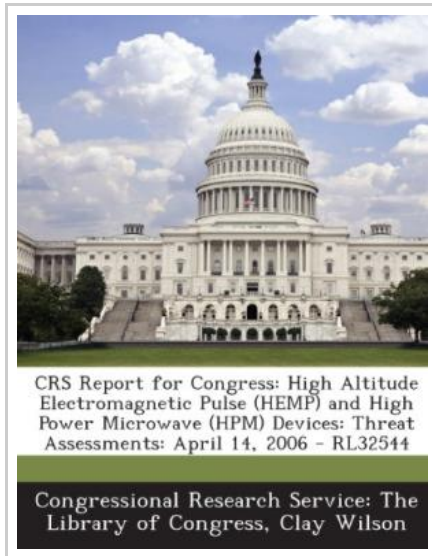 CRS Report for Congress: High Altitude
Electromagnetic Pulse (HEMP) and High
Power Microwave (HPM) Devices: Threat
Assessments: April 14, 2006 - RL32544
Congressional Research Service: The
Library of Congress, Clay Wilson